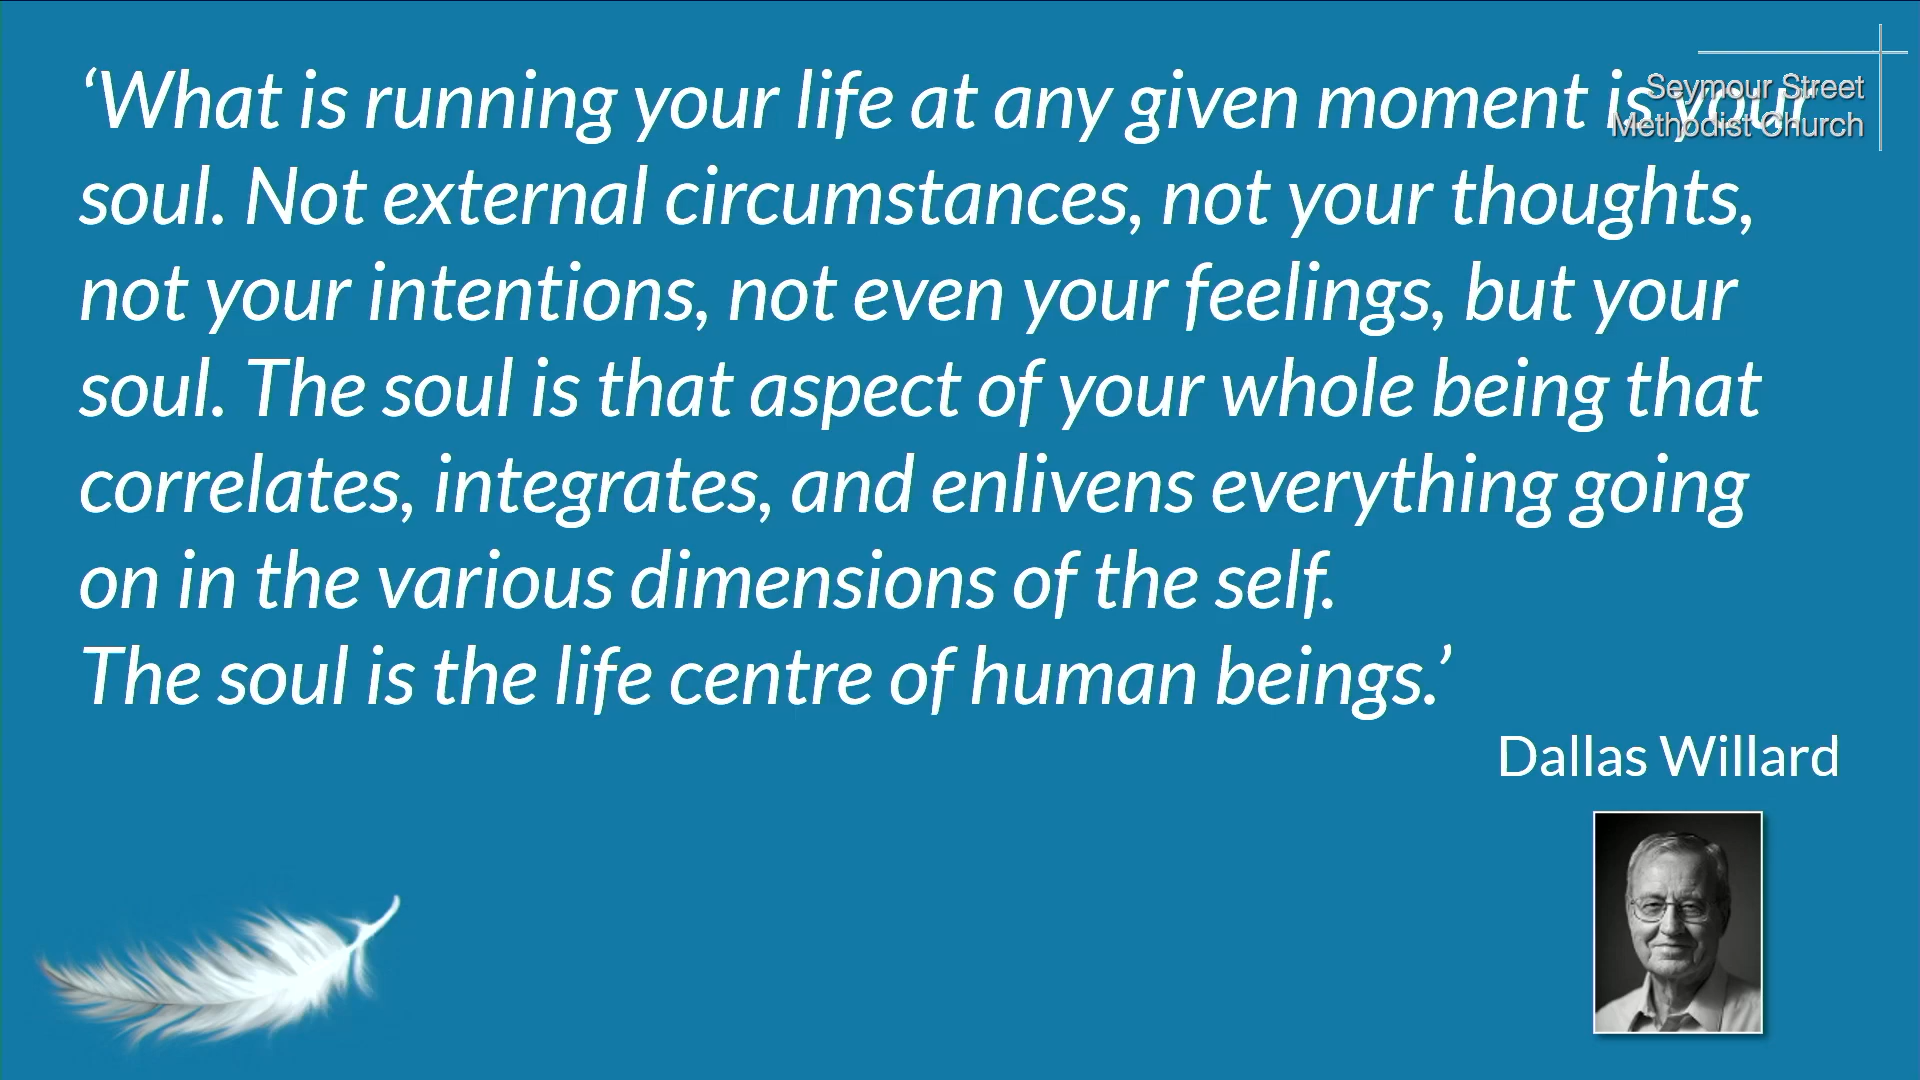 ‘What is running your life at any given moment is your
Seymour Street
Methodist Church
soul. Not external circumstances, not your thoughts,
not your intentions, not even your feelings, but your
soul. The soul is that aspect of your whole being that
correlates, integrates, and enlivens everything going
on in the various dimensions of the self.
The soul is the life centre of human beings.’
Dallas Willard